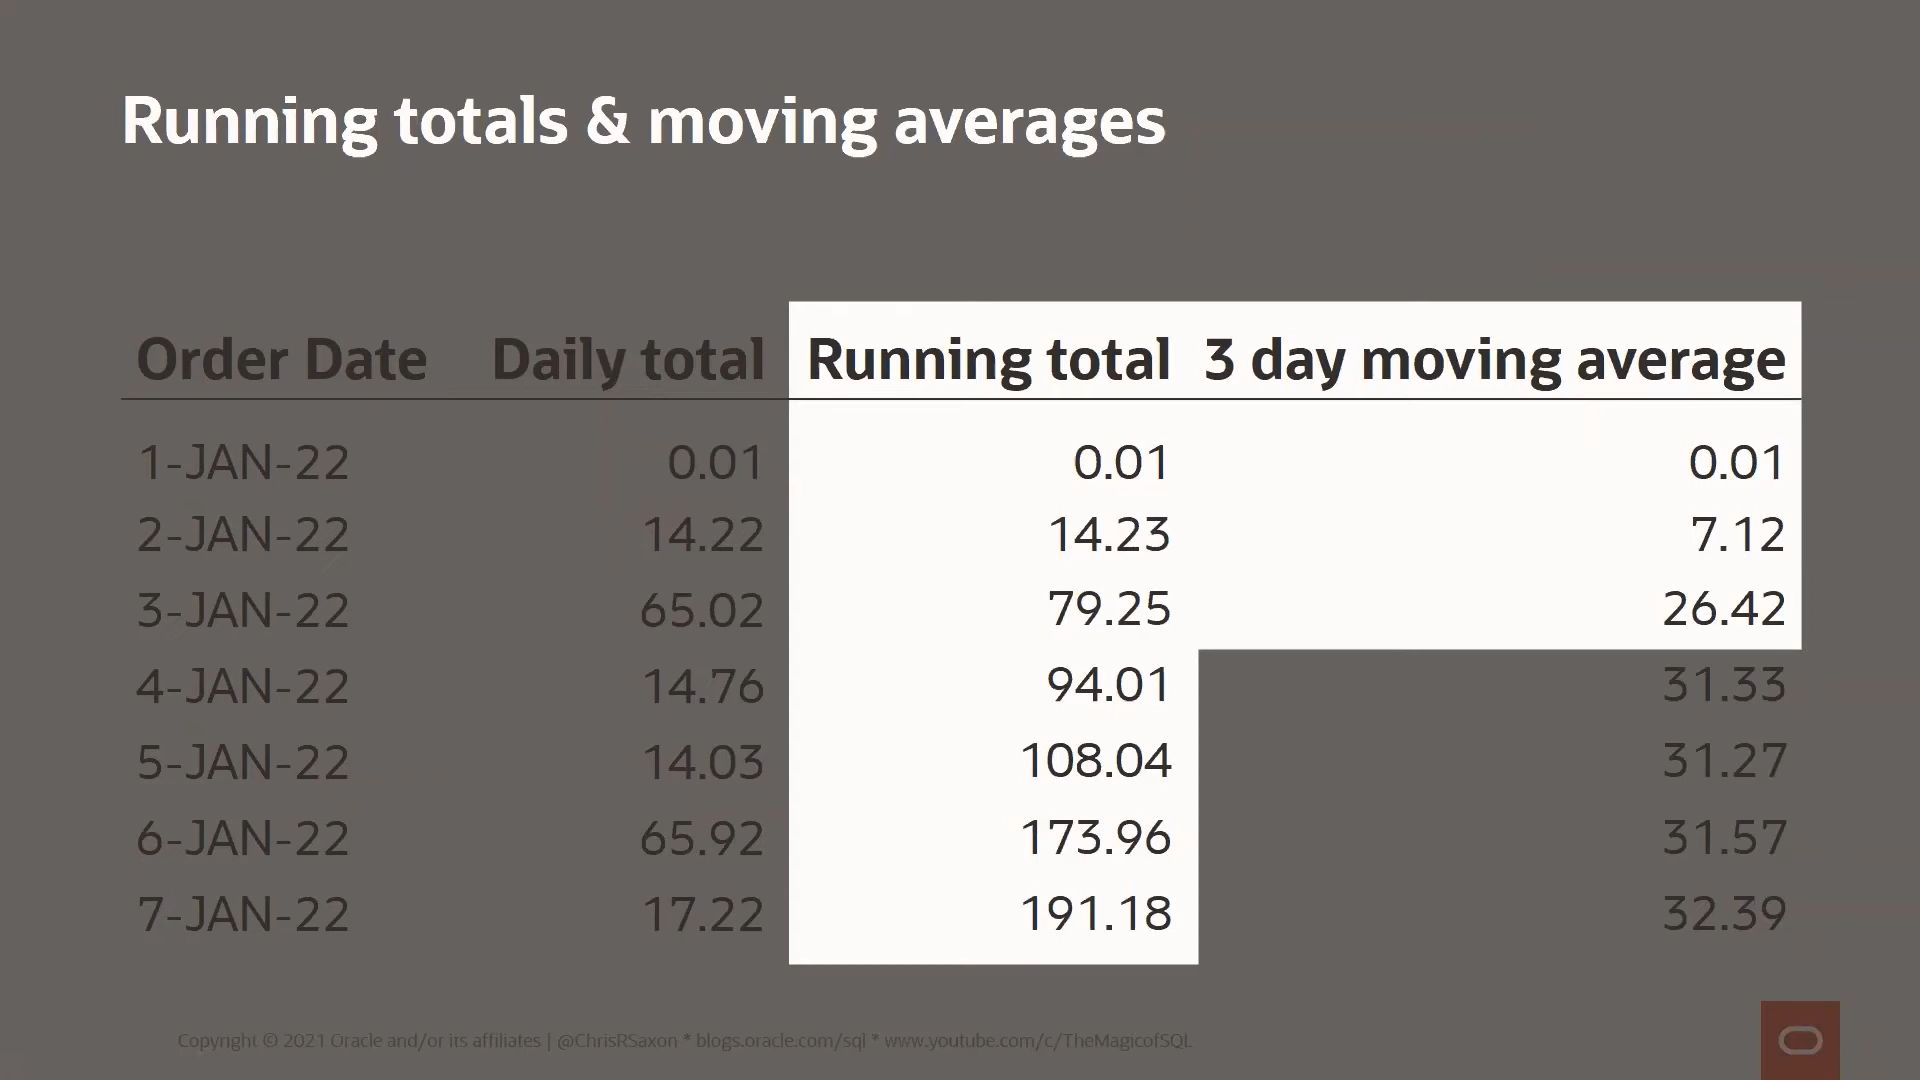 Running totals & moving averages
Order Date Daily total Running total 3 day moving average
1-JAN-22 0.01 0.01 0.01
2-JAN-22 14.22 14.23 7.12
3-JAN-22 65.02 79.25 26.42
4-JAN-22 14.76 94.01 31.33
5-JAN-22 14.03 108.04 31.27
6-JAN-22 65.92 173.96 31.57
7-JAN-22 17.22 191.18 32.39
Copyright © 2021 Oracle and/or its affiliates | @ChrisRSaxon * blogs.oracle.com/sql * www.youtube.com/c/TheMagicofSQL